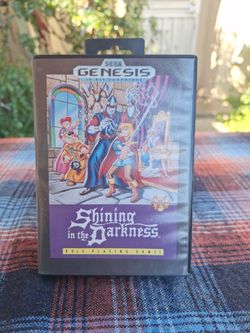 SEGA
GENESIS
Shining
in the Darkness
ROLE-PLAYING GAME!